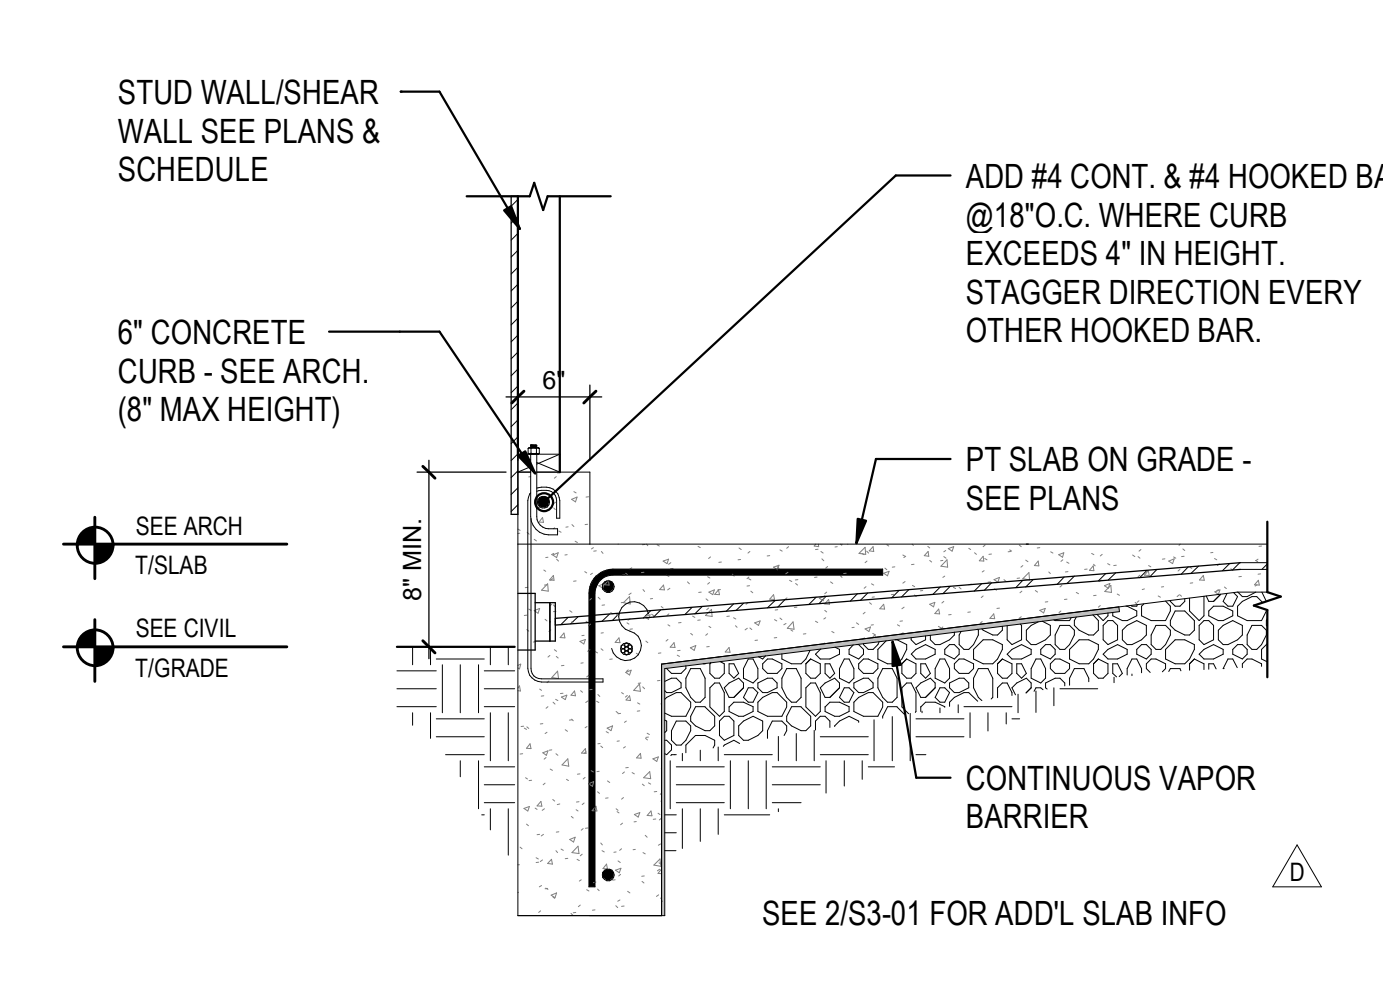 STUD WALL/SHEAR
WALL SEE PLANS &
SCHEDULE
ADD #4 CONT. & #4 HOOKED
@18"O.C. WHERE CURB
EXCEEDS 4" IN HEIGHT.
STAGGER DIRECTION EVERY
OTHER HOOKED BAR.
6" CONCRETE
CURB - SEE ARCH.
(8" MAX HEIGHT)
6"
PT SLAB ON GRADE -
SEE PLANS
8" MIN.
SEE ARCH
T/SLAB
SEE CIVIL
T/GRADE
CONTINUOUS VAPOR
BARRIER
D
SEE 2/S3-01 FOR ADD'L SLAB INFO